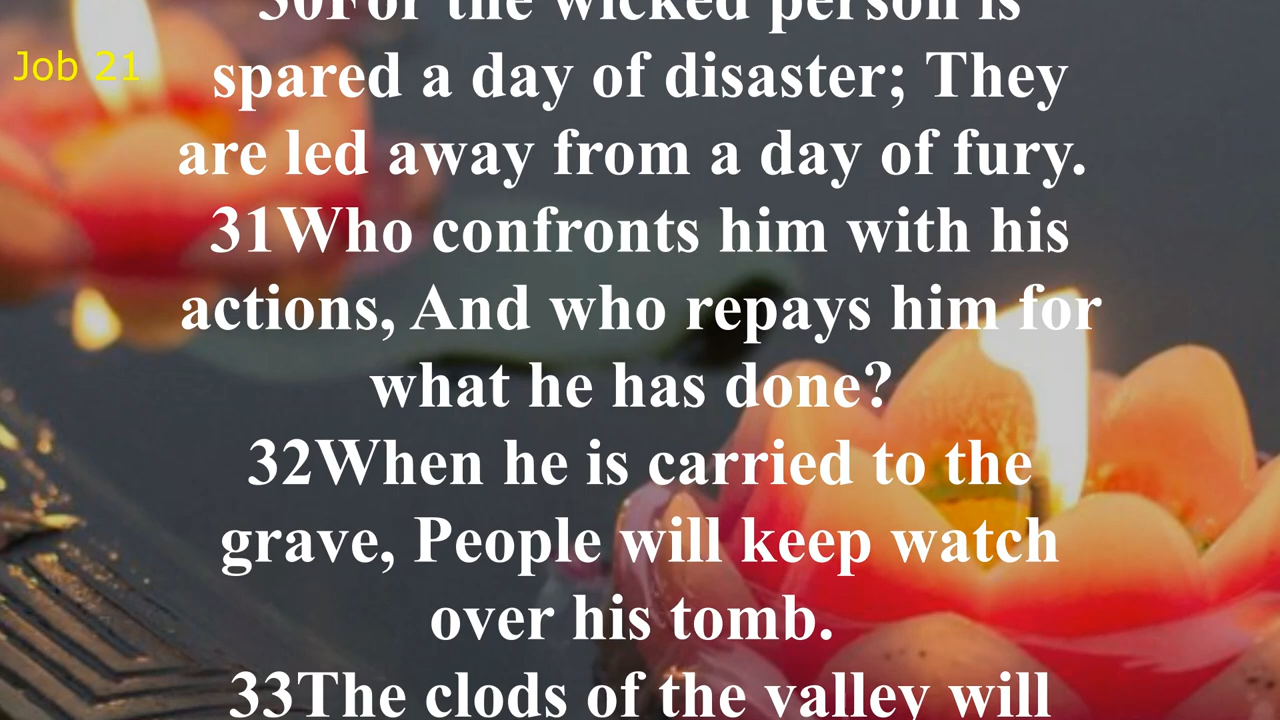 30For the wicked person is
Job 21
spared a day of disaster; They
are led away from a day of fury.
31Who confronts him with his
actions, And who repays him for
what he has done?
32When he is carried to the
grave, People will keep watch
over his tomb.
33The clods of the valley will